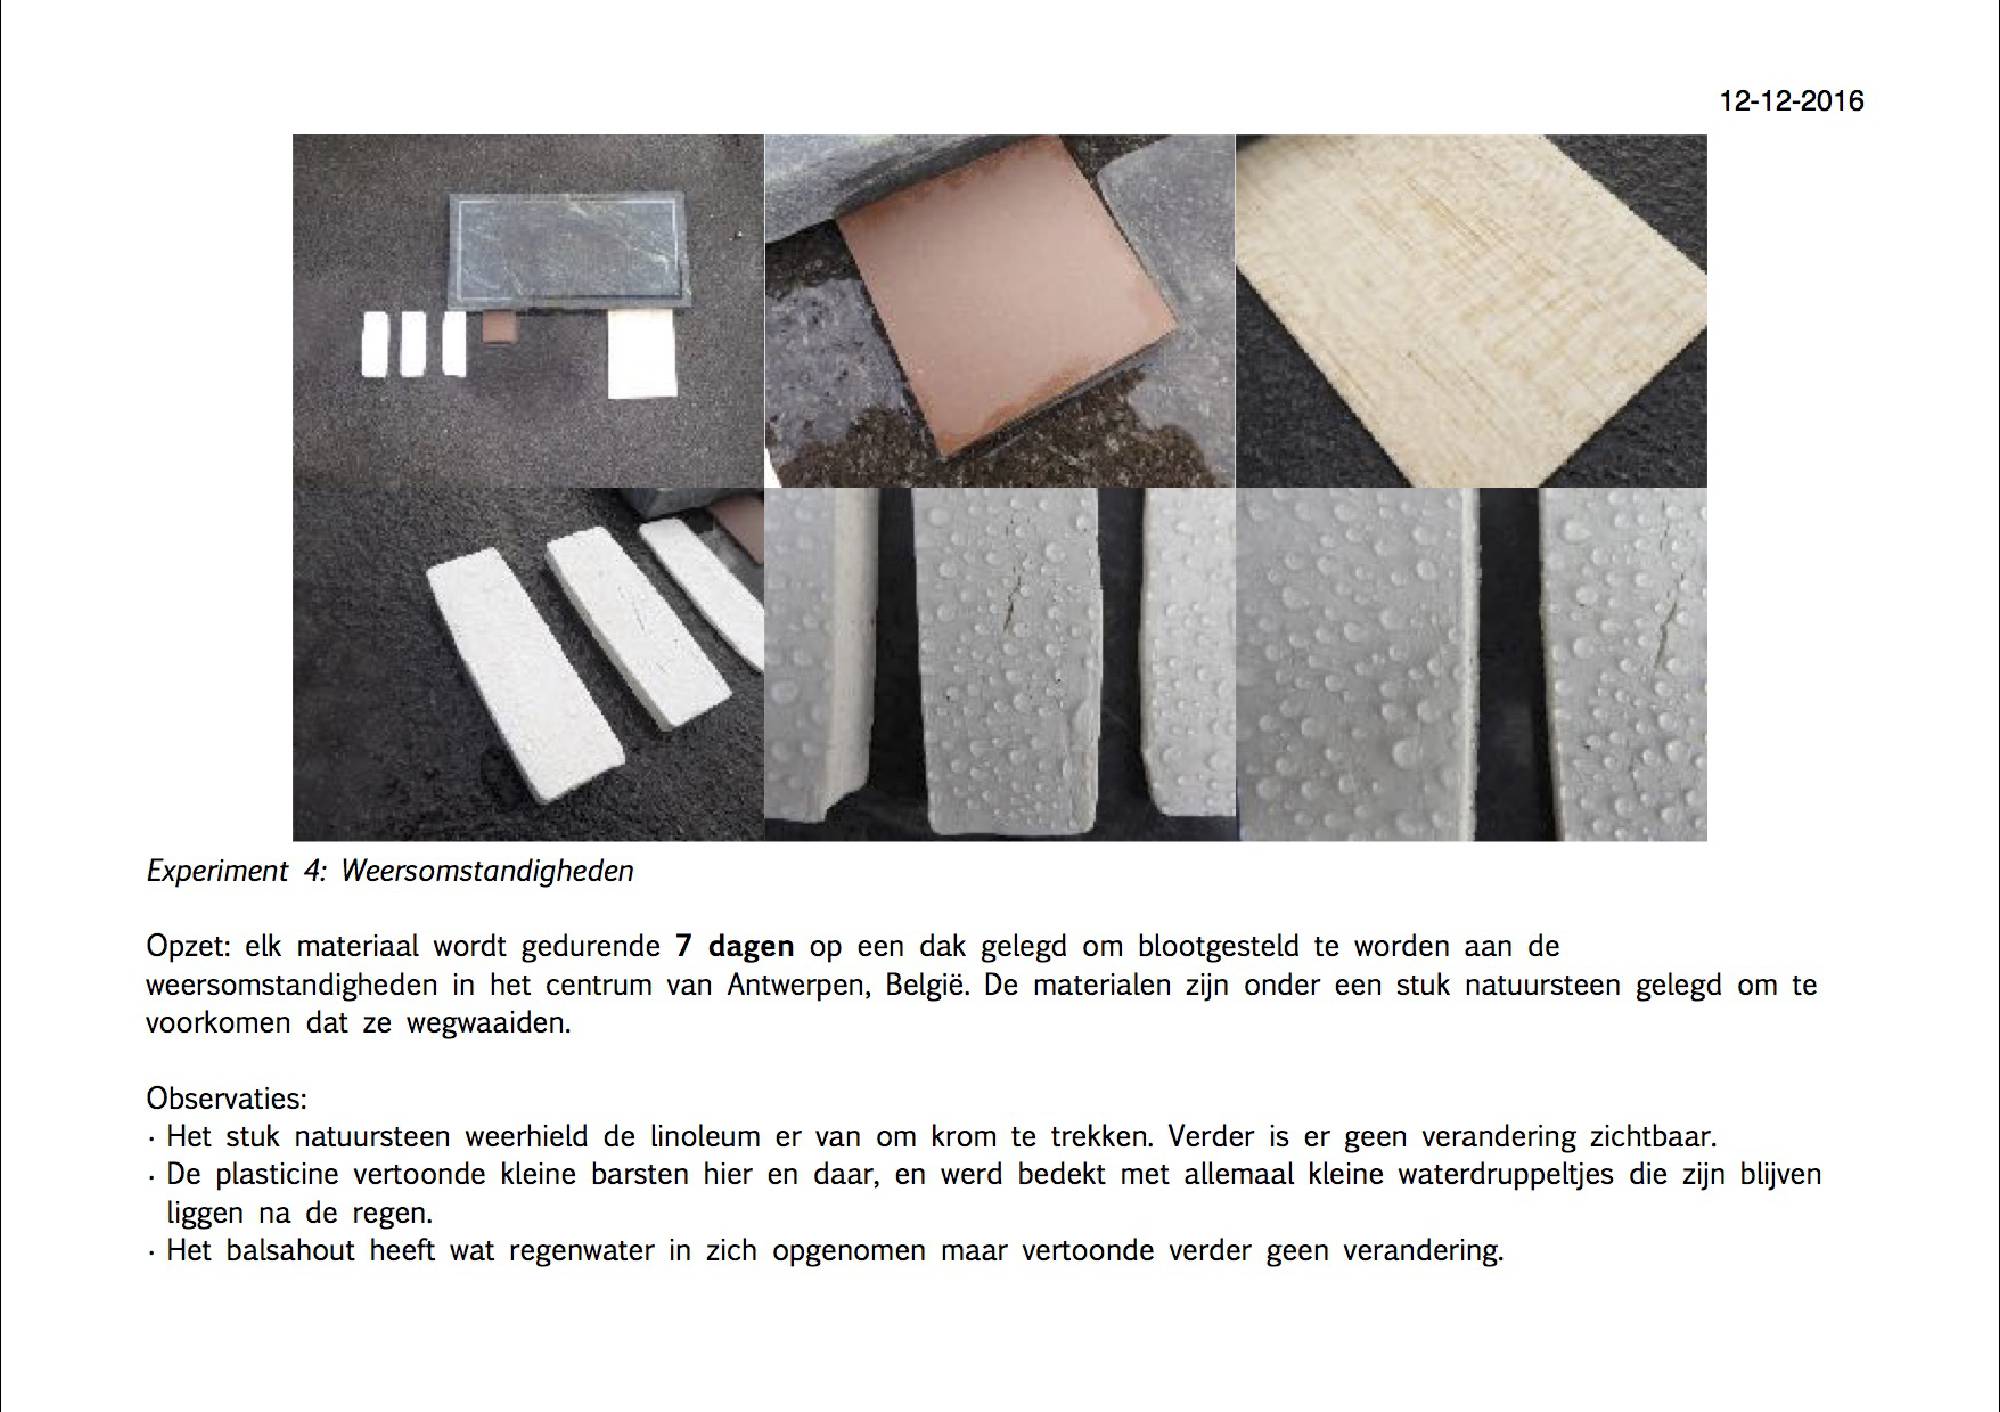 12-12-2016
Experiment 4: Weersomstandigheden
Opzet: elk materiaal wordt gedurende 7 dagen op een dak gelegd om blootgesteld te worden aan de
weersomstandigheden in het centrum van Antwerpen, België. De materialen zijn onder een stuk natuursteen gelegd om te
voorkomen dat ze wegwaaiden.
Observaties:
· Het stuk natuursteen weerhield de linoleum er van om krom te trekken. Verder is er geen verandering zichtbaar.
· De plasticine vertoonde kleine barsten hier en daar, en werd bedekt met allemaal kleine waterdruppeltjes die zijn blijven
liggen na de regen.
· Het balsahout heeft wat regenwater in zich opgenomen maar vertoonde verder geen verandering.